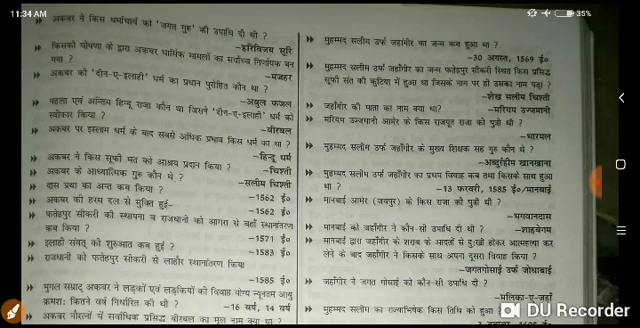 11:34 AM
35%
अकबर ने किस धर्माचार्य को 'जगत गुरु' की उपाधि दी थी ?
-हरिविजय सूरि
किसकी घोषणा के द्वारा अकबर धार्मिक मामलों का सर्वोच्च निर्णायक बन
गया ?
-मजहर
अकबर को 'दीन-ए-इलाही' धर्म का प्रधान पुरोहित कौन था ?
-अबुल फजल
पहला एवं अन्तिम हिन्दू राजा कौन था जिसने 'दीन-ए-इलाही' धर्म को
स्वीकार किया ?
-बीरबल
अकबर पर इस्लाम धर्म के बाद सबसे अधिक प्रभाव किस धर्म का था ?
-हिन्दू धर्म
अकबर ने किस सूफी मत को आश्रय प्रदान किया ?
-चिश्ती
अकबर के आध्यात्मिक गुरु कौन थे ?
-सलीम चिश्ती
दास प्रथा का अन्त कब किया ?
-1562 ई०
अकबर की हरम दल से मुक्ति हुई-
-1562 ई०
फतेहपुर सीकरी की स्थापना व राजधानी को आगरा से वहाँ स्थानांतरण
कब किया ?
-1571 ई०
इलाही संवत् की शुरुआत कब हुई ?
-1583 ई०
राजधानी को फतेहपुर सीकरी से लाहौर स्थानांतरण किया
-1585 ई०
मुगल सम्राट अकबर ने लड़कों एवं लड़कियों की विवाह योग्य न्यूनतम आयु
क्रमशः कितने वर्ष निर्धारित की थी ?
-16 वर्ष, 14 वर्ष
अकबर नौरत्नों में सर्वाधिक प्रसिद्ध बीरबल का मूल नाम क्या था ?
मुहम्मद सलीम उर्फ जहांगीर का जन्म कब हुआ था ?
-30 अगस्त, 1569 ई०
मुहम्मद सलीम उर्फ जहाँगीर का जन्म फतेहपुर सीकरी स्थित किस प्रसिद्ध
सूफी संत की कुटिया में हुआ था जिसके नाम पर ही उसका नाम पड़ा ?
-शेख सलीम चिश्ती
जहाँगीर की माता का नाम क्या था?
-मरियम उज्जमानी
मरियम उज्जमानी आमेर के किस राजपूत राजा की पुत्री थी ?
-भारमल
मुहम्मद सलीम उर्फ जहाँगीर के मुख्य शिक्षक सह गुरु कौन थे ?
-अब्दुर्रहीम खानखाना
मुहम्मद सलीम उर्फ जहाँगीर का प्रथम विवाह कब तथा किसके साथ हुआ
था ?
-13 फरवरी, 1585 ई०/मानबाई
मानबाई आमेर (जयपुर) के किस राजा की पुत्री थी ?
-भगवानदास
मानबाई को जहाँगीर ने कौन-सी उपाधि दी थी ?
-शाहबेगम
मानबाई द्वारा जहाँगीर के शराब के आदतों से दुःखी होकर आत्महत्या कर
लेने के बाद जहाँगीर ने किसके साथ अपना दूसरा विवाह किया ?
-जगतगोसाई उर्फ जोधाबाई
जहाँगीर ने जगत गोसाई को कौन-सी उपाधि दी ?
-मलिका-ए-जहाँ
मुहम्मद सलीम का राज्याभिषेक किस तिथि को हुआ ?
DU Recorder